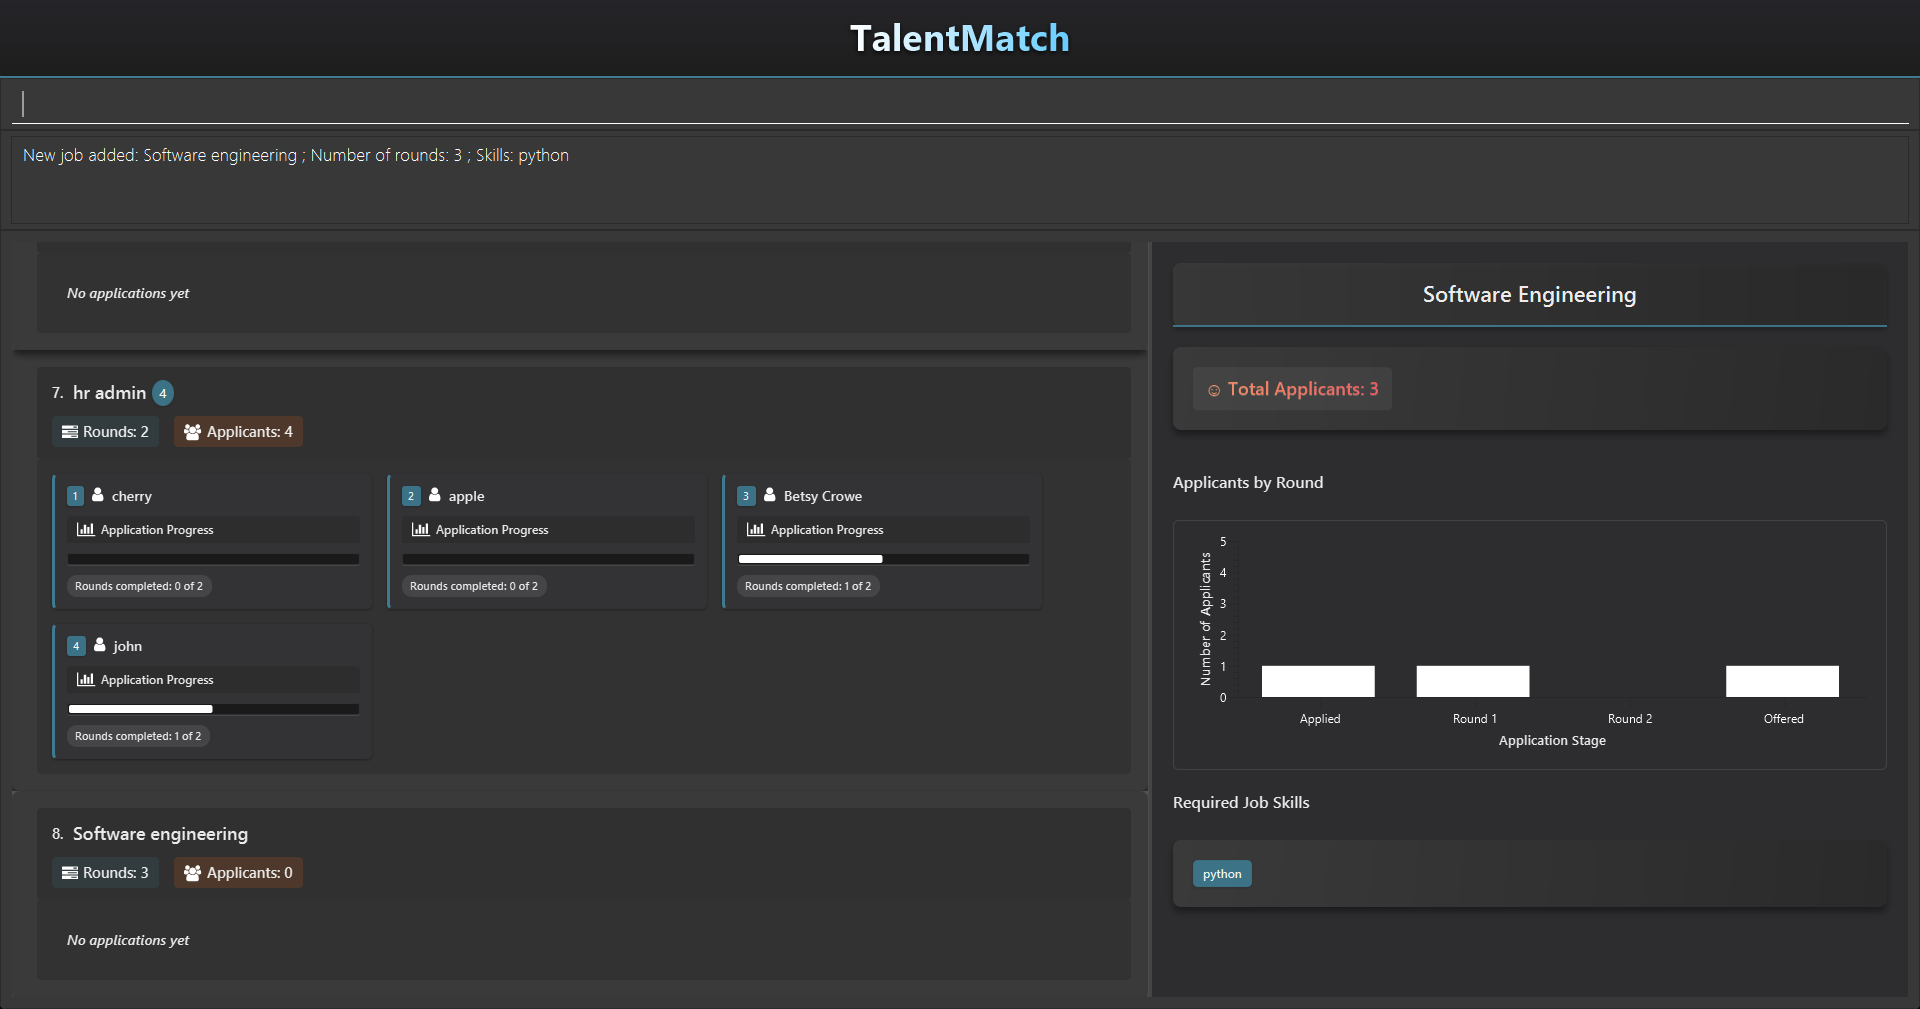 TalentMatch
New job added: Software engineering ; Number of rounds: 3 ; Skills: python
No applications yet
7. hr admin 4
Rounds: 2 Applicants: 4
1 cherry
Application Progress
Rounds completed: 0 of 2
2 apple
Application Progress
Rounds completed: 0 of 2
3 Betsy Crowe
Application Progress
Rounds completed: 1 of 2
4 john
Application Progress
Rounds completed: 1 of 2
8. Software engineering
Rounds: 3 Applicants: 0
No applications yet
Software Engineering
Total Applicants: 3
Applicants by Round
Number of Applicants
5
4
3
2
1
0
Applied Round 1 Round 2 Offered
Application Stage
Required Job Skills
python